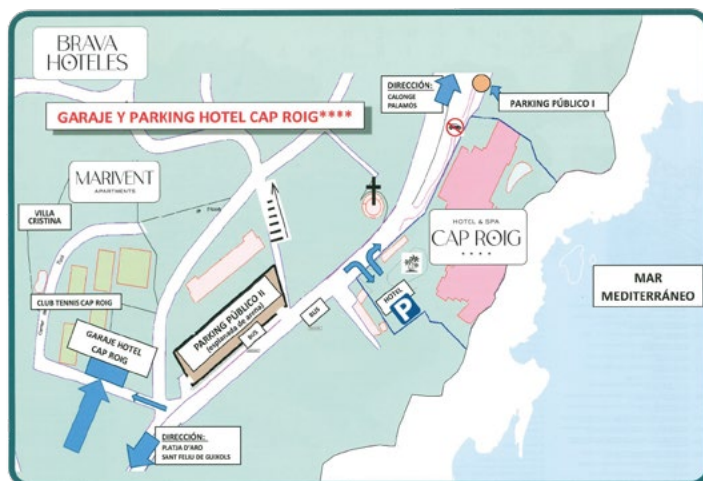 BRAVA
HOTELES
GARAJE Y PARKING HOTEL CAP ROIG****
DIRECCIÓN:
CALONGE
PALAMOS
PARKING PÚBLICO I
MARIVENT
APARTMENTS
VILLA
CRISTINA
HOTEL & SPA
CAP ROIG
****
MAR
MEDITERRÁNEO
CLUB TENNIS CAP ROIG
GARAJE HOTEL
CAP ROIG
PARKING PÚBLICO II
(esplanada de arena)
BUS
BUS
HOTEL
P
DIRECCIÓN:
PLATJA D'ARO
SANT FELIU DE GUIXOLS